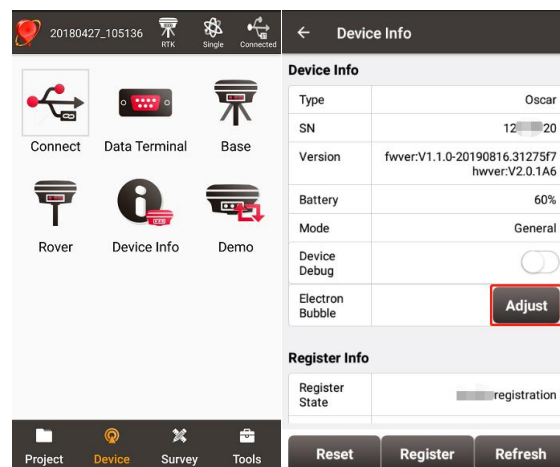 20180427_105136
RTK
Single
Connected
Connect
Data Terminal
Base
Rover
Device Info
Demo
Project
Device
Survey
Tools
Device Info
Device Info
Type
Oscar
SN
12 20
Version
fwver:V1.1.0-20190816.31275f7
hwver:V2.0.1A6
Battery
60%
Mode
General
Device
Debug
Electron
Bubble
Adjust
Register Info
Register
State
registration
Reset
Register
Refresh